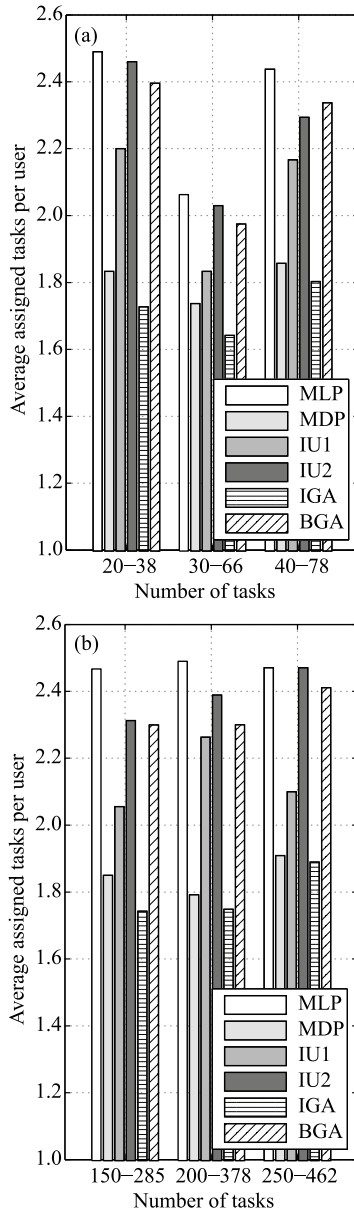 (a)
Average assigned tasks per user
2.6
2.4
2.2
2.0
1.8
1.6
1.4
1.2
1.0
MLP
MDP
IU1
IU2
IGA
BGA
20−38 30−66 40−78
Number of tasks
(b)
Average assigned tasks per user
2.6
2.4
2.2
2.0
1.8
1.6
1.4
1.2
1.0
MLP
MDP
IU1
IU2
IGA
BGA
150−285 200−378 250−462
Number of tasks